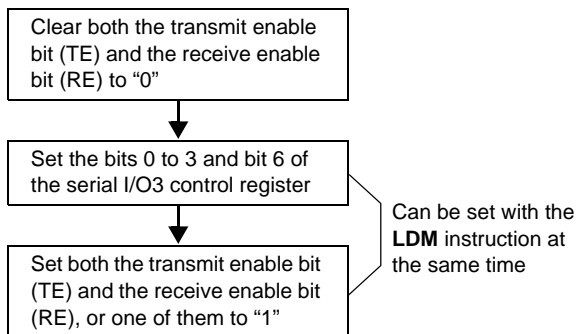 Clear both the transmit enable
bit (TE) and the receive enable
bit (RE) to “0”
Set the bits 0 to 3 and bit 6 of
the serial I/O3 control register
Can be set with the
LDM instruction at
the same time
Set both the transmit enable bit
(TE) and the receive enable bit
(RE), or one of them to “1”